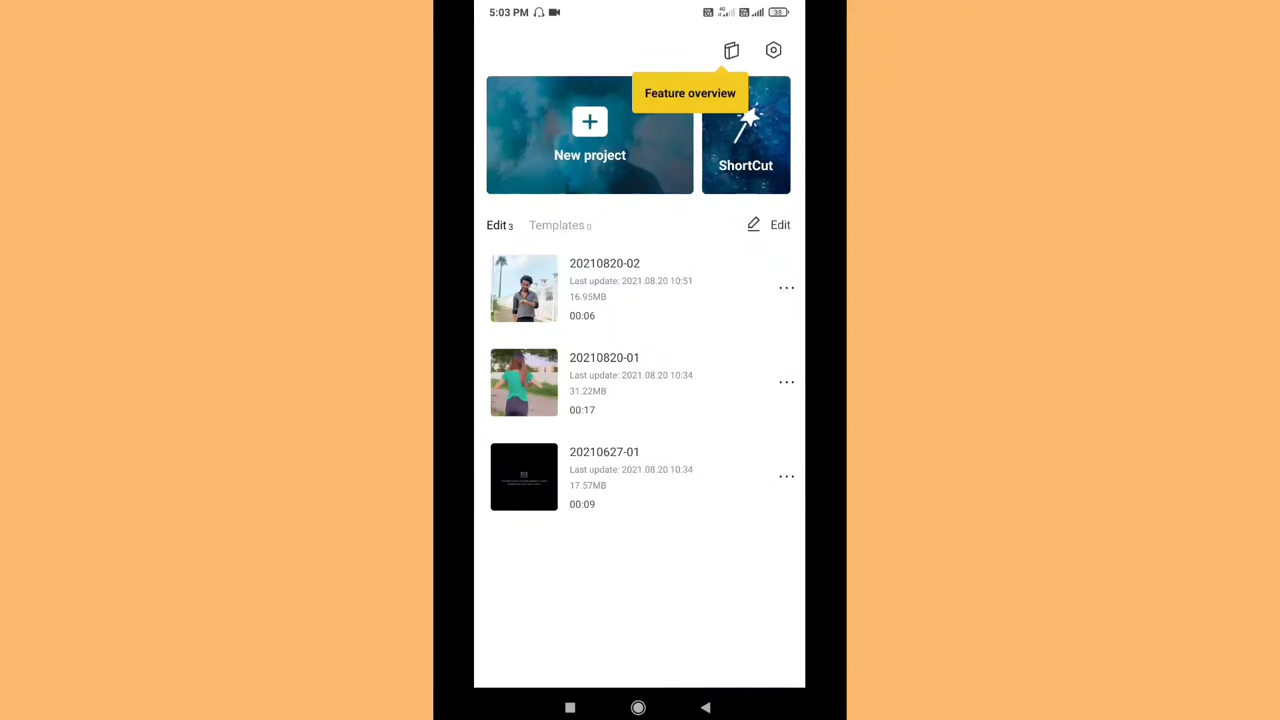 5:03 PM
4G
38
Feature overview
New project
ShortCut
Edit 3
Templates 0
Edit
20210820-02
Last update: 2021.08.20 10:51
16.95MB
00:06
20210820-01
Last update: 2021.08.20 10:34
31.22MB
00:17
20210627-01
Last update: 2021.08.20 10:34
17.57MB
00:09